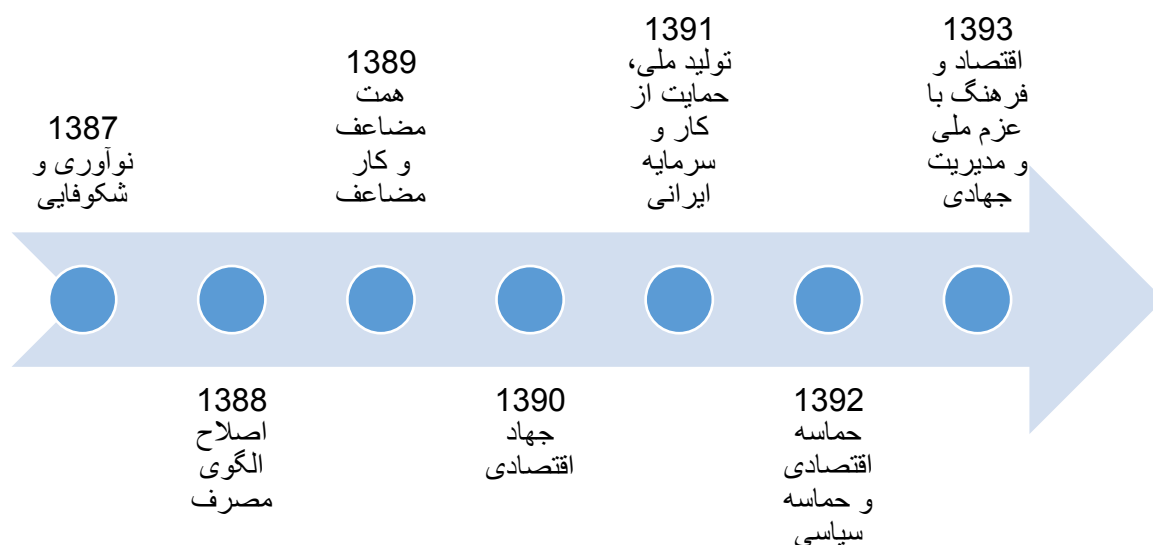 1387
نوآوری و
شکوفایی
1388
اصلاح
الگوی
مصرف
1389
همت
مضاعف
و کار
مضاعف
1390
جهاد
اقتصادی
1391
تولید ملی،
حمایت از
کار و
سرمایه
ایرانی
1392
حماسه
اقتصادی
و حماسه
سیاسی
1393
اقتصاد و
فرهنگ با
عزم ملی
و مدیریت
جهادی